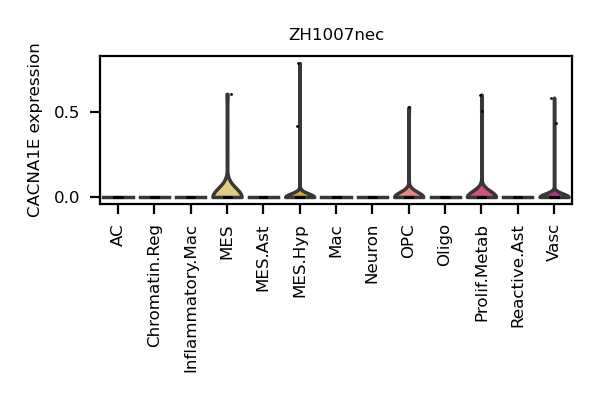 ZH1007nec
CACNA1E expression
0.5
0.0
AC
Chromatin.Reg
Inflammatory.Mac
MES
MES.Ast
MES.Hyp
Mac
Neuron
OPC
Oligo
Prolif.Metab
Reactive.Ast
Vasc